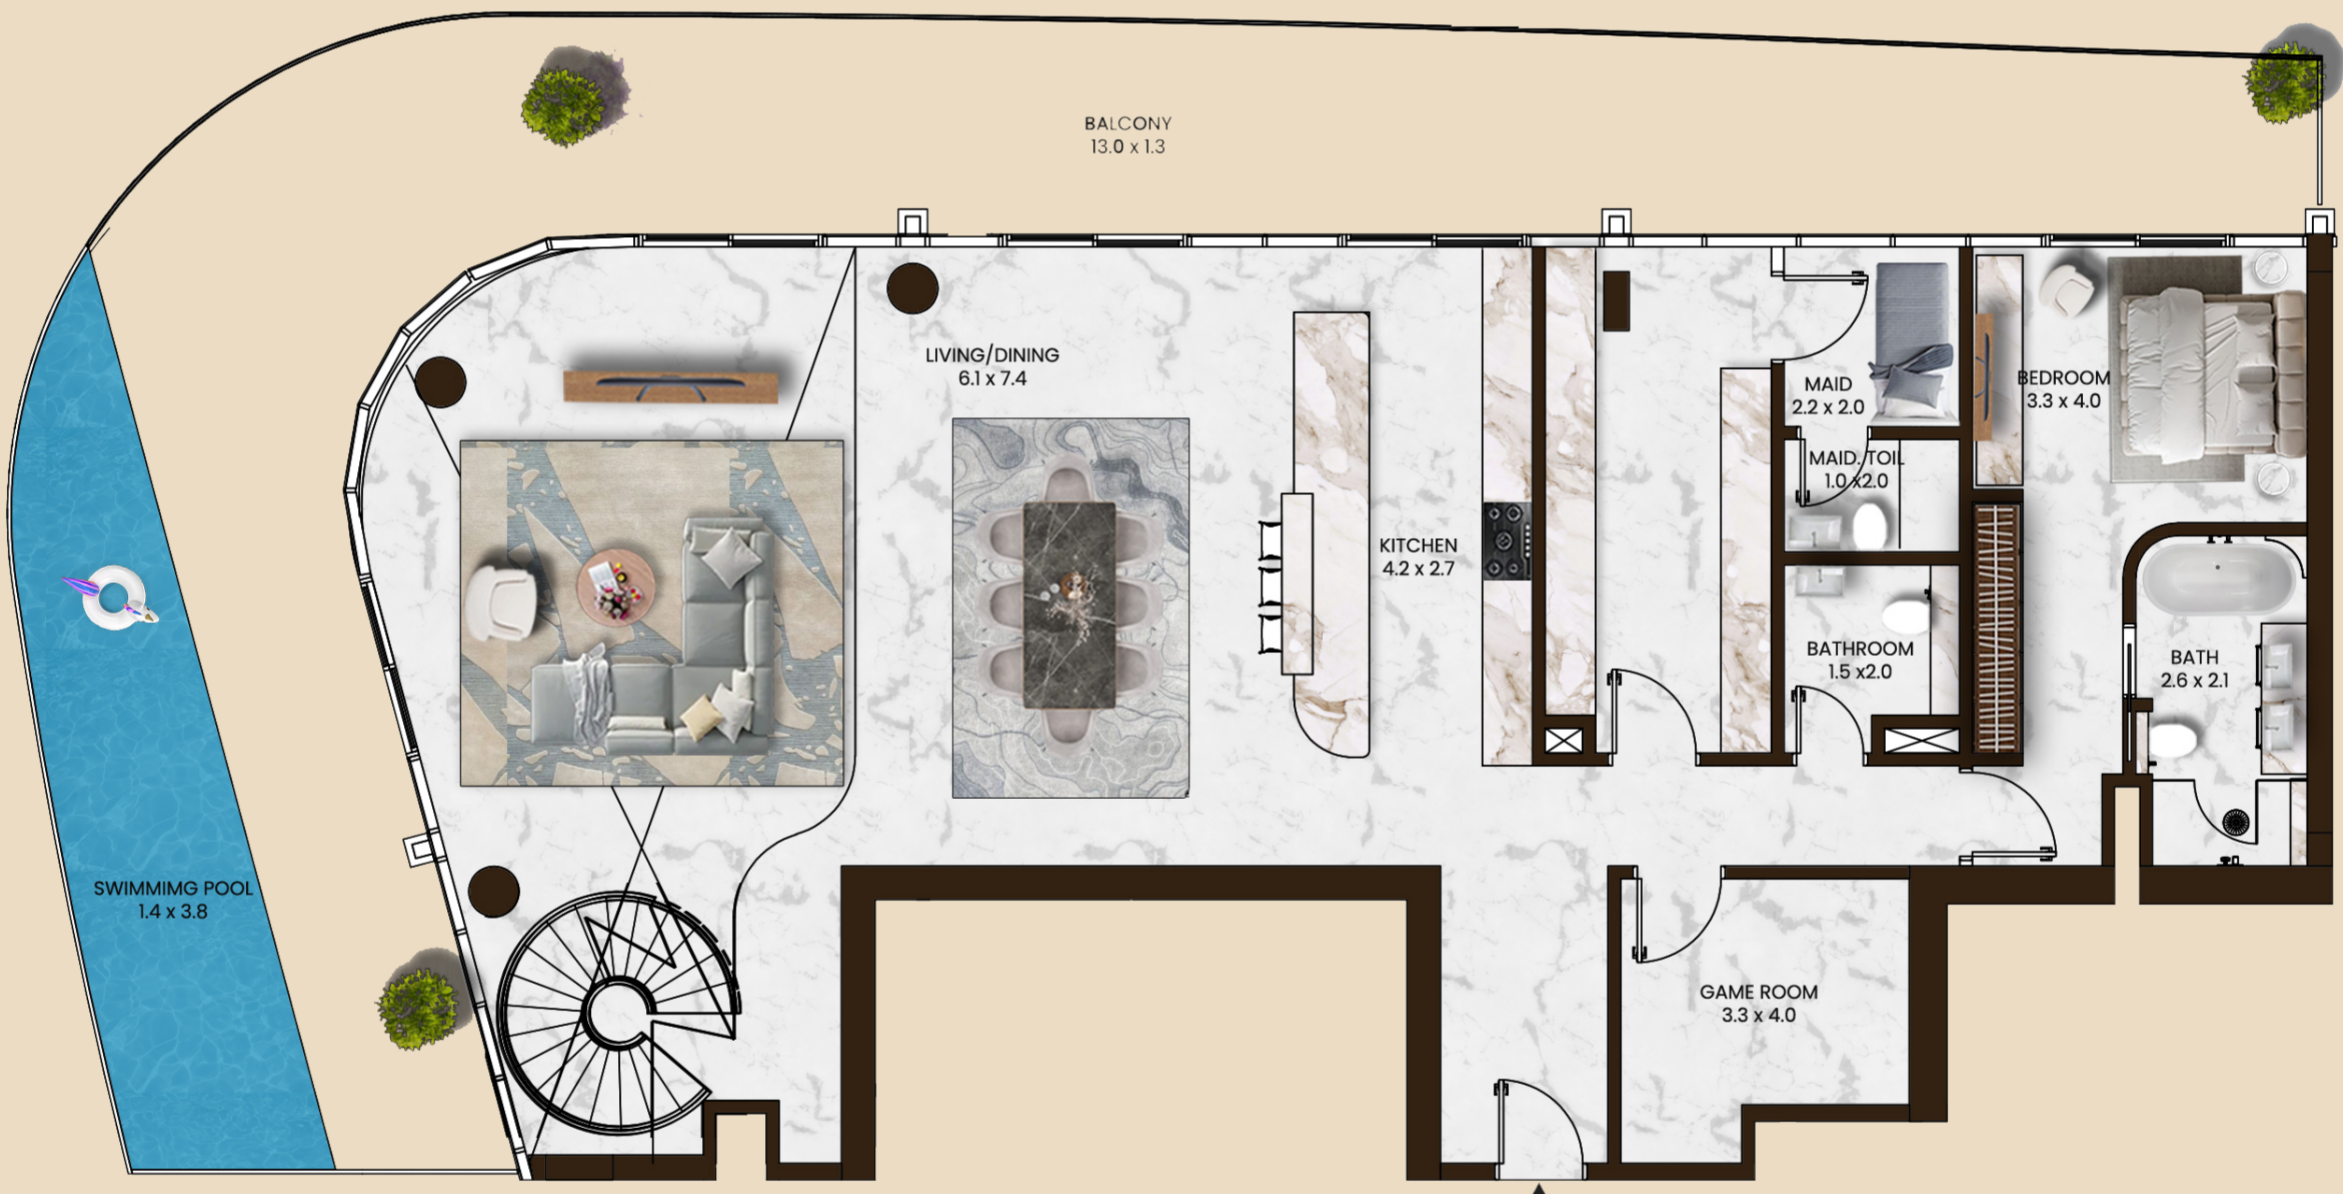 BALCONY
13.0 x 1.3
LIVING/DINING
6.1 x 7.4
KITCHEN
4.2 x 2.7
MAID
2.2 x 2.0
MAID. TOIL
1.0 x2.0
BEDROOM
3.3 x 4.0
BATHROOM
1.5 x2.0
BATH
2.6 x 2.1
SWIMMIMG POOL
1.4 x 3.8
GAME ROOM
3.3 x 4.0